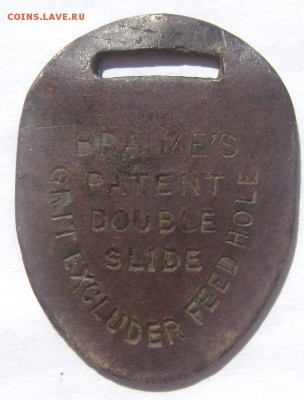 COINS.LAVE.RU
BRAIME'S
PATENT
DOUBLE
SLIDE
GRIT EXCLUDER FEED HOLE